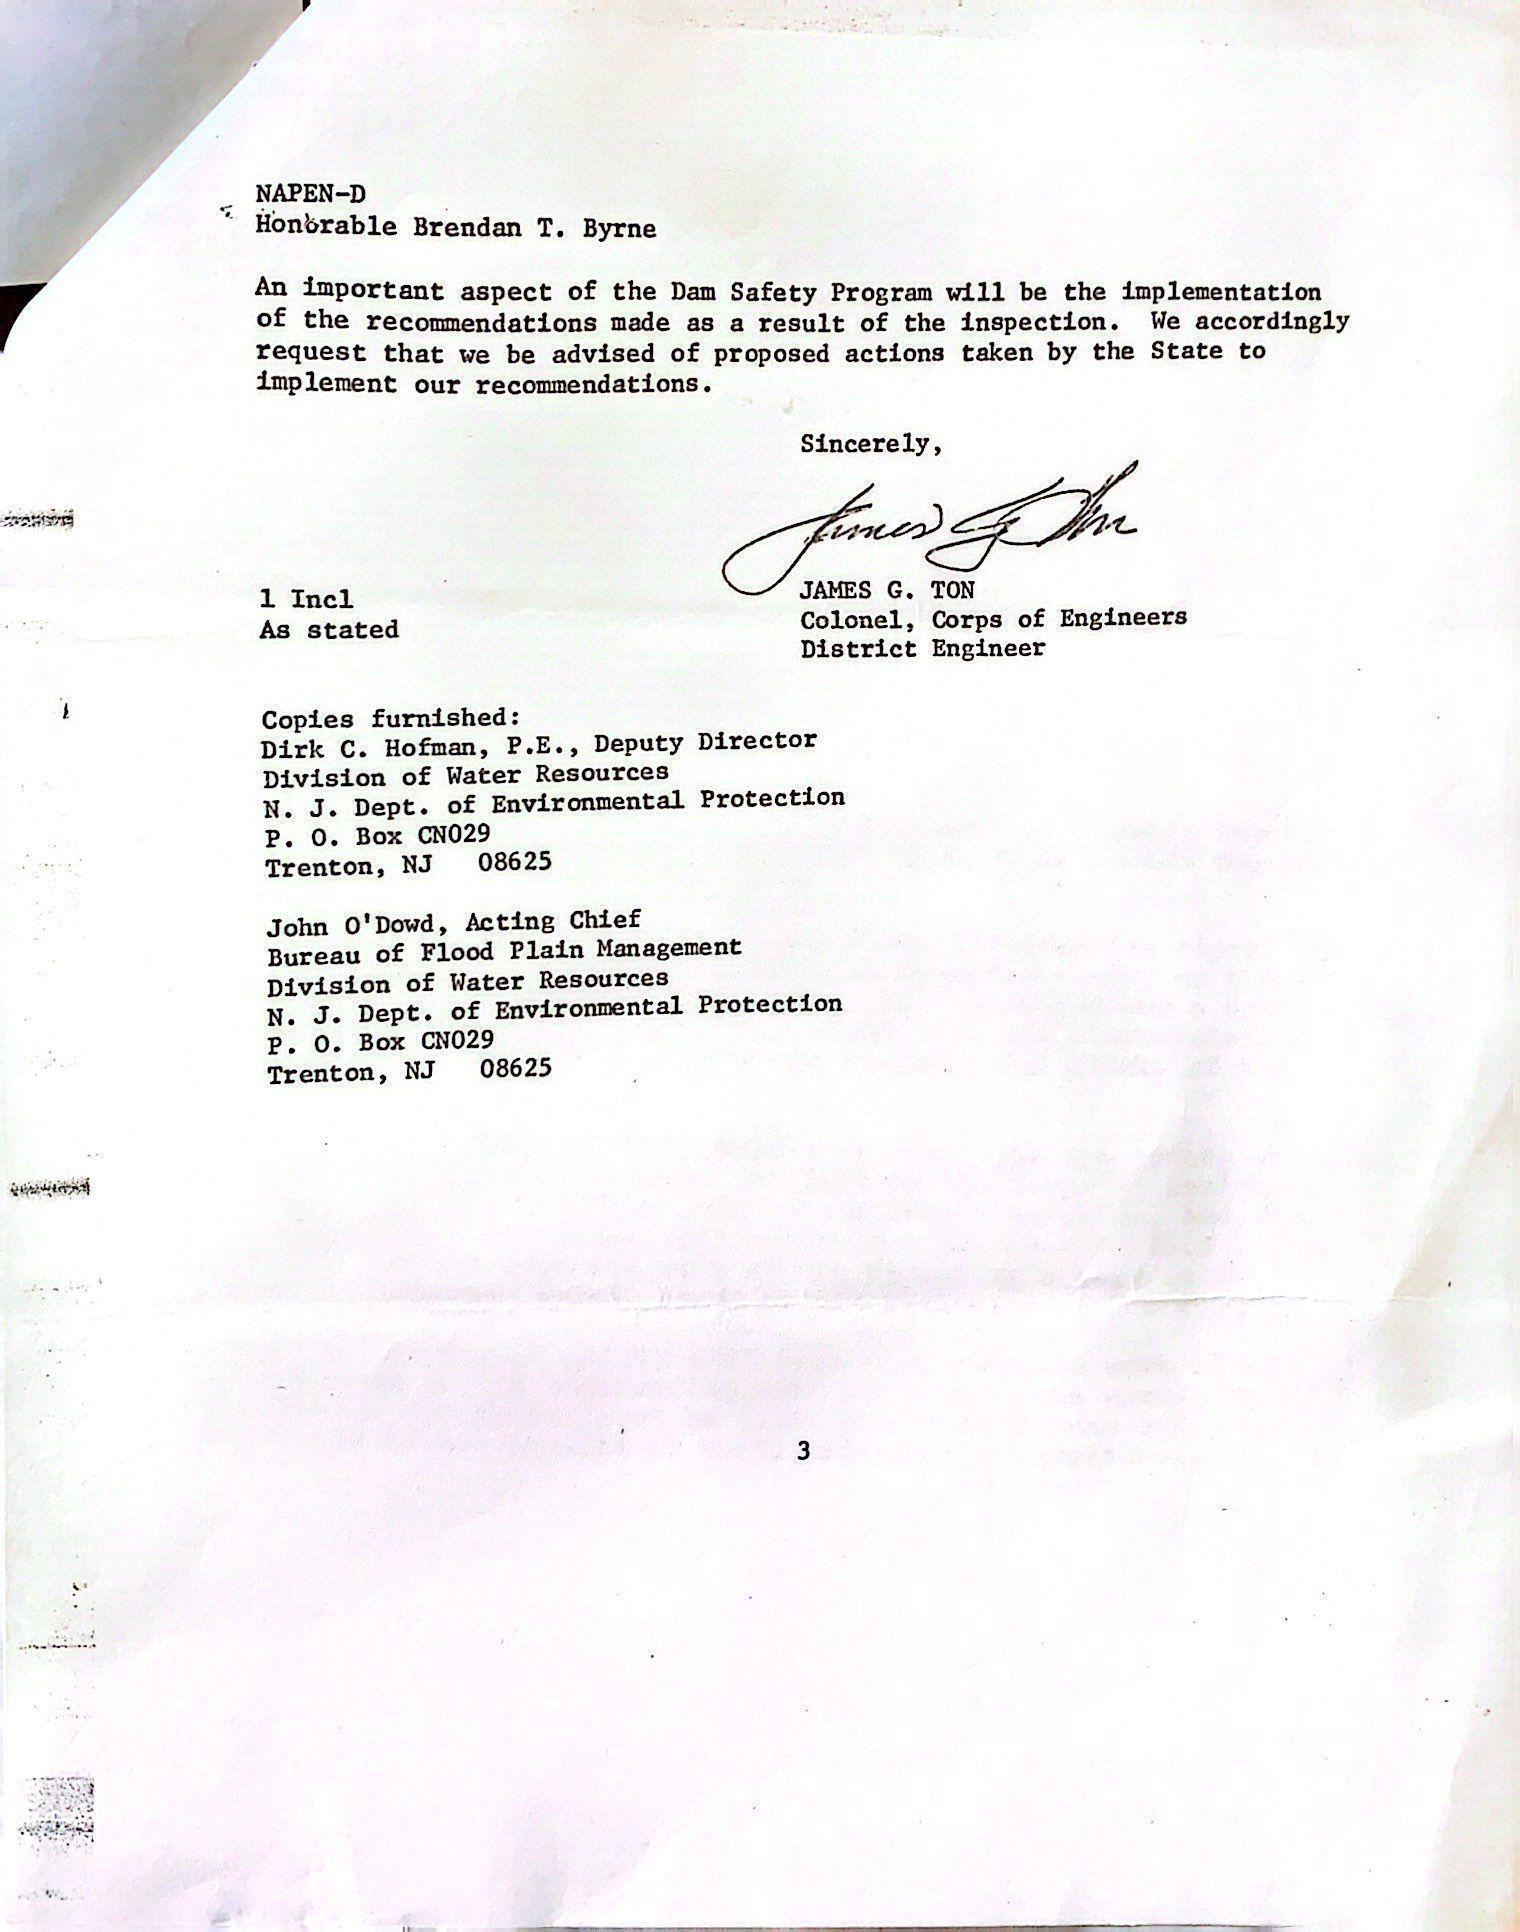 NAPEN-D
Honorable Brendan T. Byrne
An important aspect of the Dam Safety Program will be the implementation
of the recommendations made as a result of the inspection. We accordingly
request that we be advised of proposed actions taken by the State to
implement our recommendations.
Sincerely,
James G. Ton
JAMES G. TON
Colonel, Corps of Engineers
District Engineer
1 Incl
As stated
Copies furnished:
Dirk C. Hofman, P.E., Deputy Director
Division of Water Resources
N. J. Dept. of Environmental Protection
P. O. Box CN029
Trenton, NJ 08625
John O'Dowd, Acting Chief
Bureau of Flood Plain Management
Division of Water Resources
N. J. Dept. of Environmental Protection
P. O. Box CN029
Trenton, NJ 08625
3